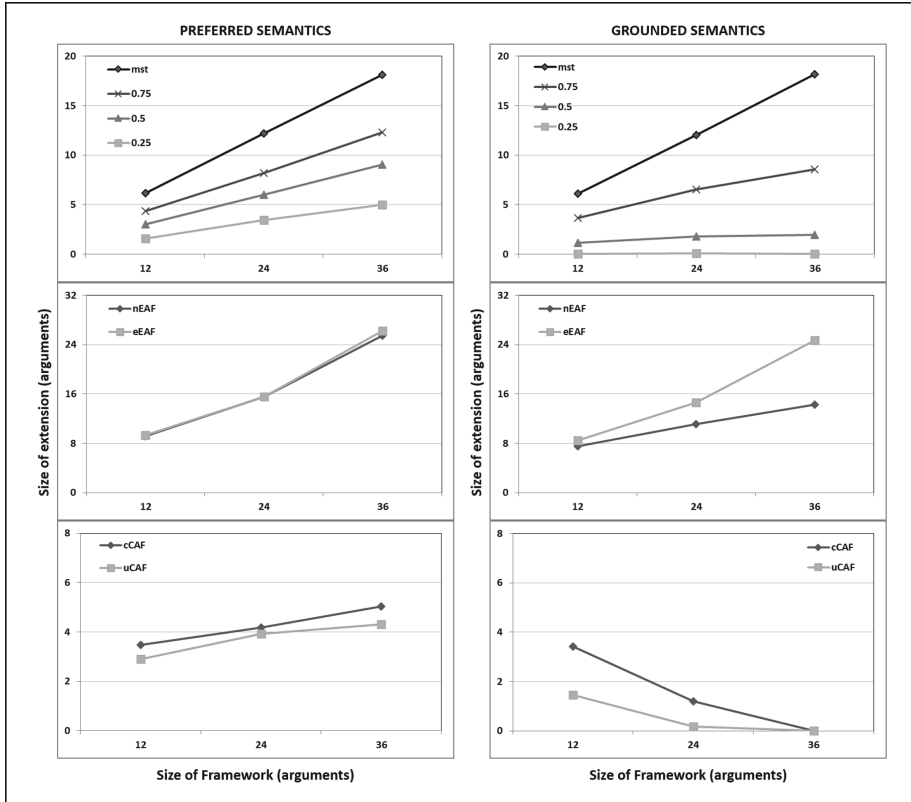 PREFERRED SEMANTICS
20
15
10
5
0
mst
0.75
0.5
0.25
12 24 36
32
24
16
8
0
nEAF
eEAF
12 24 36
8
6
4
2
0
cCAF
uCAF
12 24 36
Size of extension (arguments)
Size of Framework (arguments)
GROUNDED SEMANTICS
20
15
10
5
0
mst
0.75
0.5
0.25
12 24 36
32
24
16
8
0
nEAF
eEAF
12 24 36
8
6
4
2
0
cCAF
uCAF
12 24 36
Size of extension (arguments)
Size of Framework (arguments)